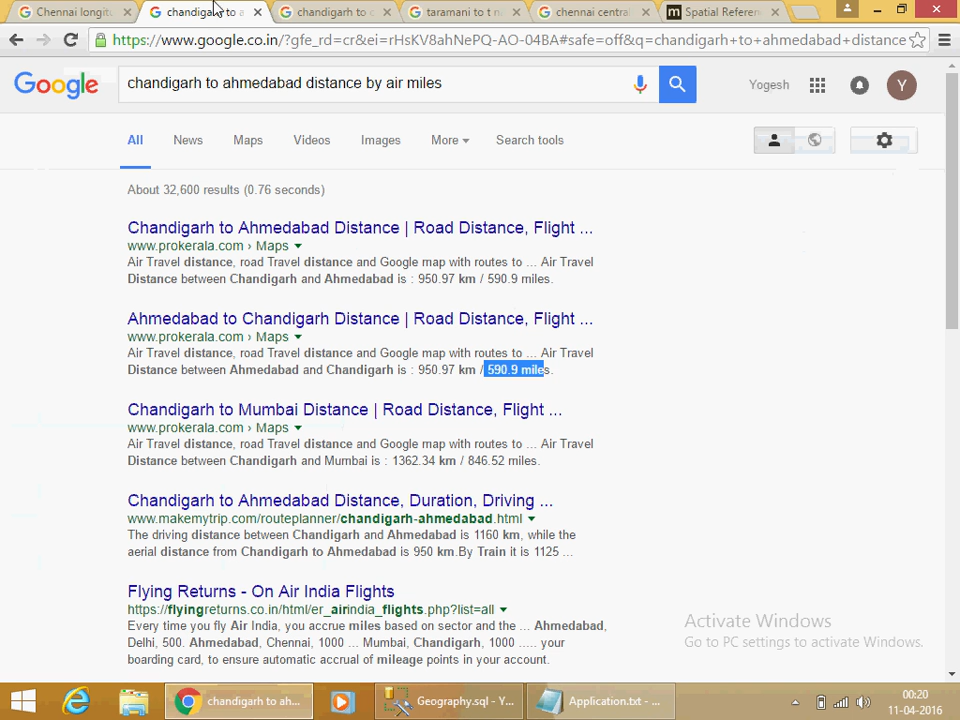 Chennai longitu
chandigarh to a
chandigarh to c
taramani to t n
chennai central
Spatial Referen
https://www.google.co.in/?gfe_rd=cr&ei=rHsKV8ahNePQ-AO-04BA#safe=off&q=chandigarh+to+ahmedabad+distance
Google
chandigarh to ahmedabad distance by air miles
Yogesh
Y
All News Maps Videos Images More Search tools
About 32,600 results (0.76 seconds)
Chandigarh to Ahmedabad Distance | Road Distance, Flight ...
www.prokerala.com › Maps
Air Travel distance, road Travel distance and Google map with routes to ... Air Travel
Distance between Chandigarh and Ahmedabad is : 950.97 km / 590.9 miles.
Ahmedabad to Chandigarh Distance | Road Distance, Flight ...
www.prokerala.com › Maps
Air Travel distance, road Travel distance and Google map with routes to ... Air Travel
Distance between Ahmedabad and Chandigarh is : 950.97 km / 590.9 miles.
Chandigarh to Mumbai Distance | Road Distance, Flight ...
www.prokerala.com › Maps
Air Travel distance, road Travel distance and Google map with routes to ... Air Travel
Distance between Chandigarh and Mumbai is : 1362.34 km / 846.52 miles.
Chandigarh to Ahmedabad Distance, Duration, Driving ...
www.makemytrip.com/routeplanner/chandigarh-ahmedabad.html
The driving distance between Chandigarh and Ahmedabad is 1160 km, while the
aerial distance from Chandigarh to Ahmedabad is 950 km.By Train it is 1125 ...
Flying Returns - On Air India Flights
https://flyingreturns.co.in/html/er_airindia_flights.php?list=all
Every time you fly Air India, you accrue miles based on sector and the ... Ahmedabad,
Delhi, 500. Ahmedabad, Chennai, 1000 ... Mumbai, Chandigarh, 1000 ..... your
boarding card, to ensure automatic accrual of mileage points in your account.
Activate Windows
Go to PC settings to activate Windows.
chandigarh to ah...
Geography.sql - Y...
Application.txt - ...
00:20
11-04-2016